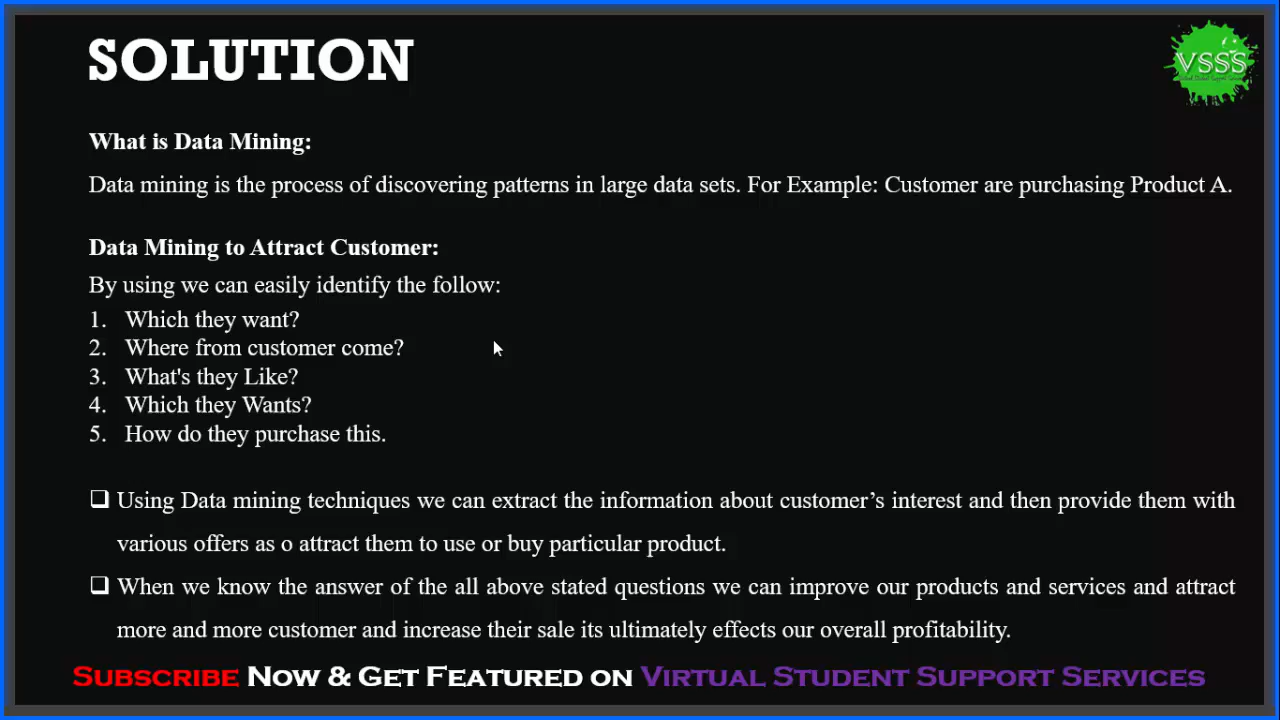 SOLUTION
VSSS
What is Data Mining:
Data mining is the process of discovering patterns in large data sets. For Example: Customer are purchasing Product A.
Data Mining to Attract Customer:
By using we can easily identify the follow:
1. Which they want?
2. Where from customer come?
3. What's they Like?
4. Which they Wants?
5. How do they purchase this.
❑ Using Data mining techniques we can extract the information about customer’s interest and then provide them with
various offers as o attract them to use or buy particular product.
❑ When we know the answer of the all above stated questions we can improve our products and services and attract
more and more customer and increase their sale its ultimately effects our overall profitability.
SUBSCRIBE NOW & GET FEATURED ON VIRTUAL STUDENT SUPPORT SERVICES